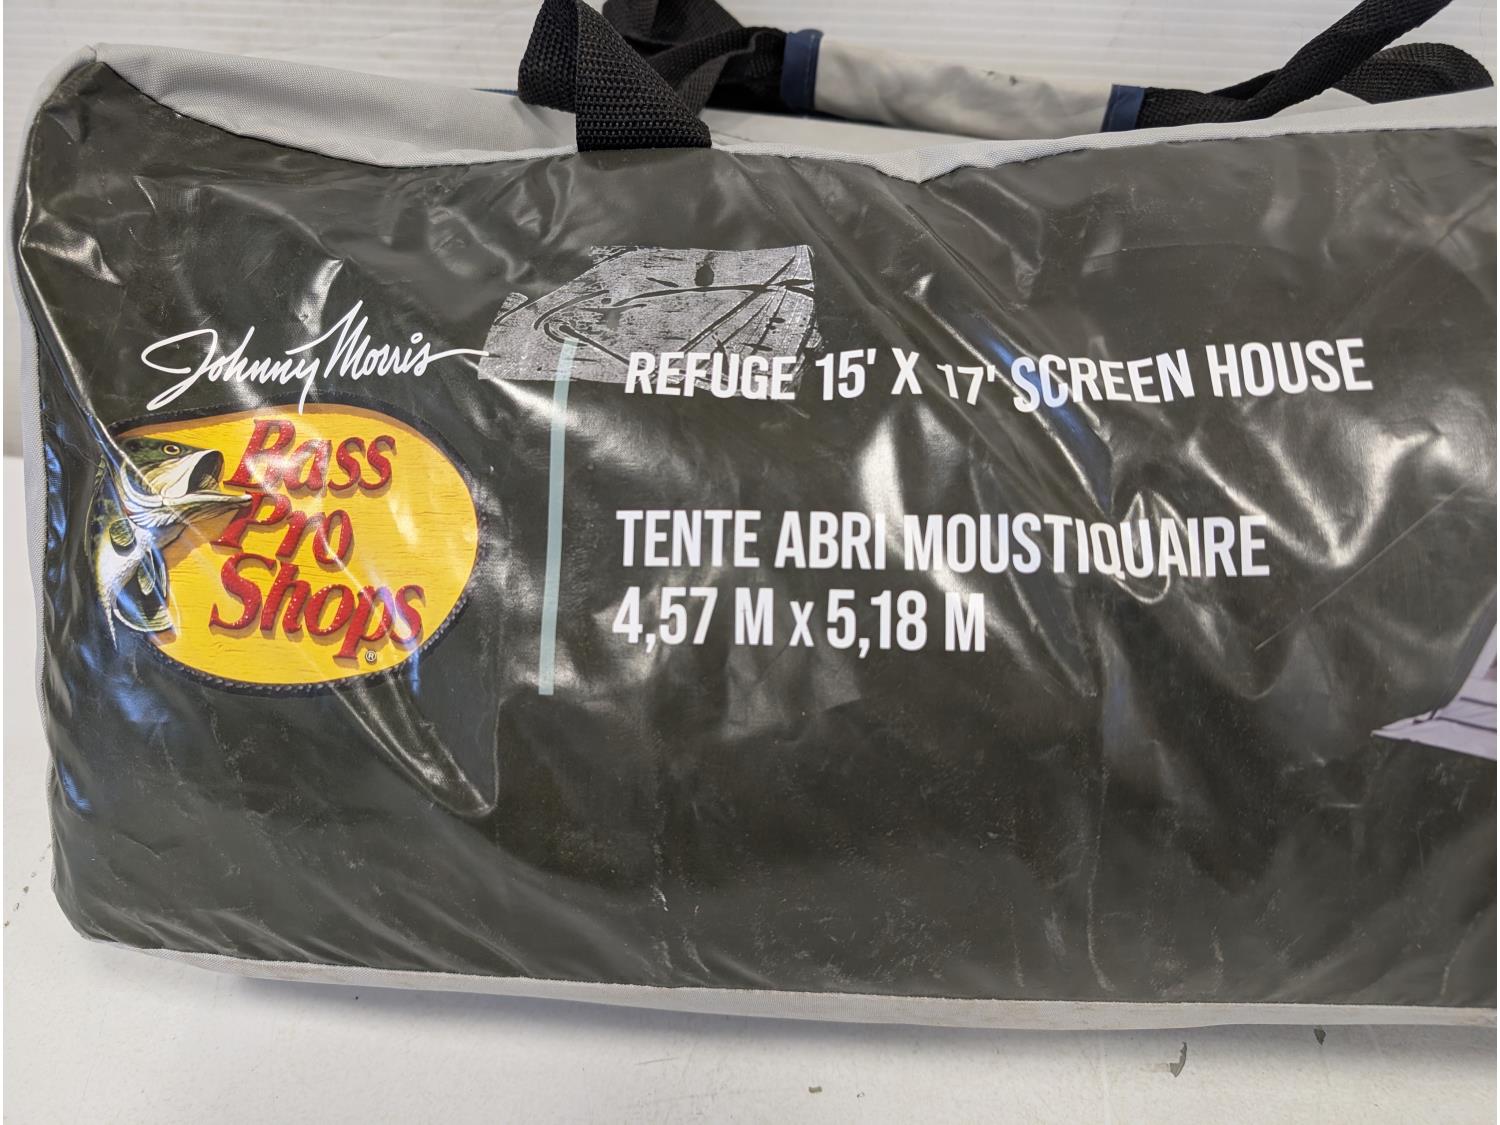 Johnny Morris
Bass
Pro
Shops
®
REFUGE 15' X 17' SCREEN HOUSE
TENTE ABRI MOUSTIQUAIRE
4,57 M X 5,18 M